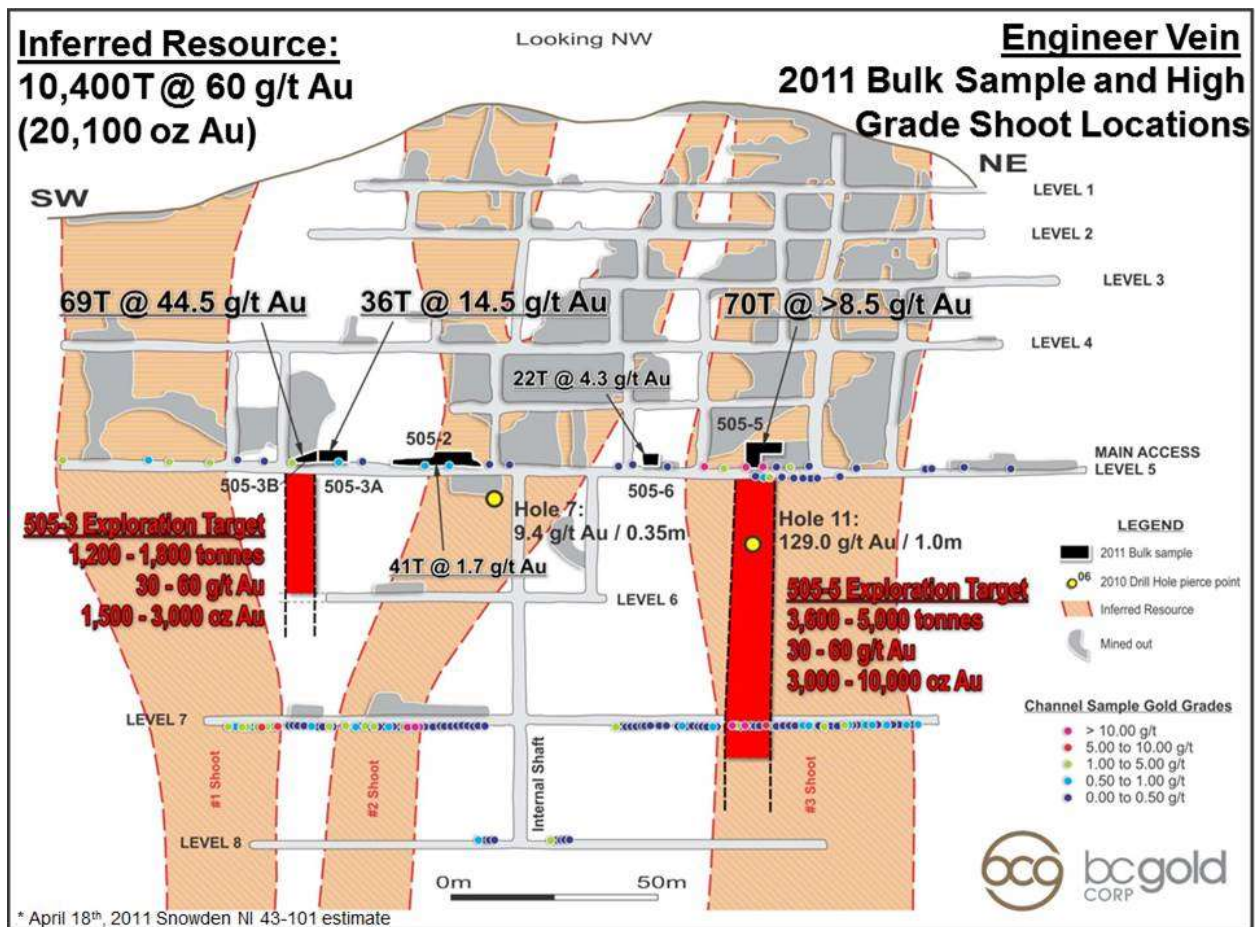 Inferred Resource:
10,400T @ 60 g/t Au
(20,100 oz Au)
Looking NW
Engineer Vein
2011 Bulk Sample and High
Grade Shoot Locations
SW
NE
LEVEL 1
LEVEL 2
LEVEL 3
LEVEL 4
69T @ 44.5 g/t Au
36T @ 14.5 g/t Au
70T @ >8.5 g/t Au
22T @ 4.3 g/t Au
505-2
505-5
MAIN ACCESS
LEVEL 5
505-3B
505-3A
505-6
505-3 Exploration Target
1,200 - 1,800 tonnes
30 - 60 g/t Au
1,500 - 3,000 oz Au
Hole 7:
9.4 g/t Au / 0.35m
41T @ 1.7 g/t Au
Hole 11:
129.0 g/t Au / 1.0m
505-5 Exploration Target
3,600 - 5,000 tonnes
30 - 60 g/t Au
3,000 - 10,000 oz Au
LEVEL 6
LEVEL 7
#1 Shoot
#2 Shoot
Internal Shaft
#3 Shoot
LEVEL 8
LEGEND
2011 Bulk sample
06 2010 Drill Hole pierce point
Inferred Resource
Mined out
Channel Sample Gold Grades
> 10.00 g/t
5.00 to 10.00 g/t
1.00 to 5.00 g/t
0.50 to 1.00 g/t
0.00 to 0.50 g/t
0m
50m
bcg
bcgold
CORP
* April 18th, 2011 Snowden NI 43-101 estimate